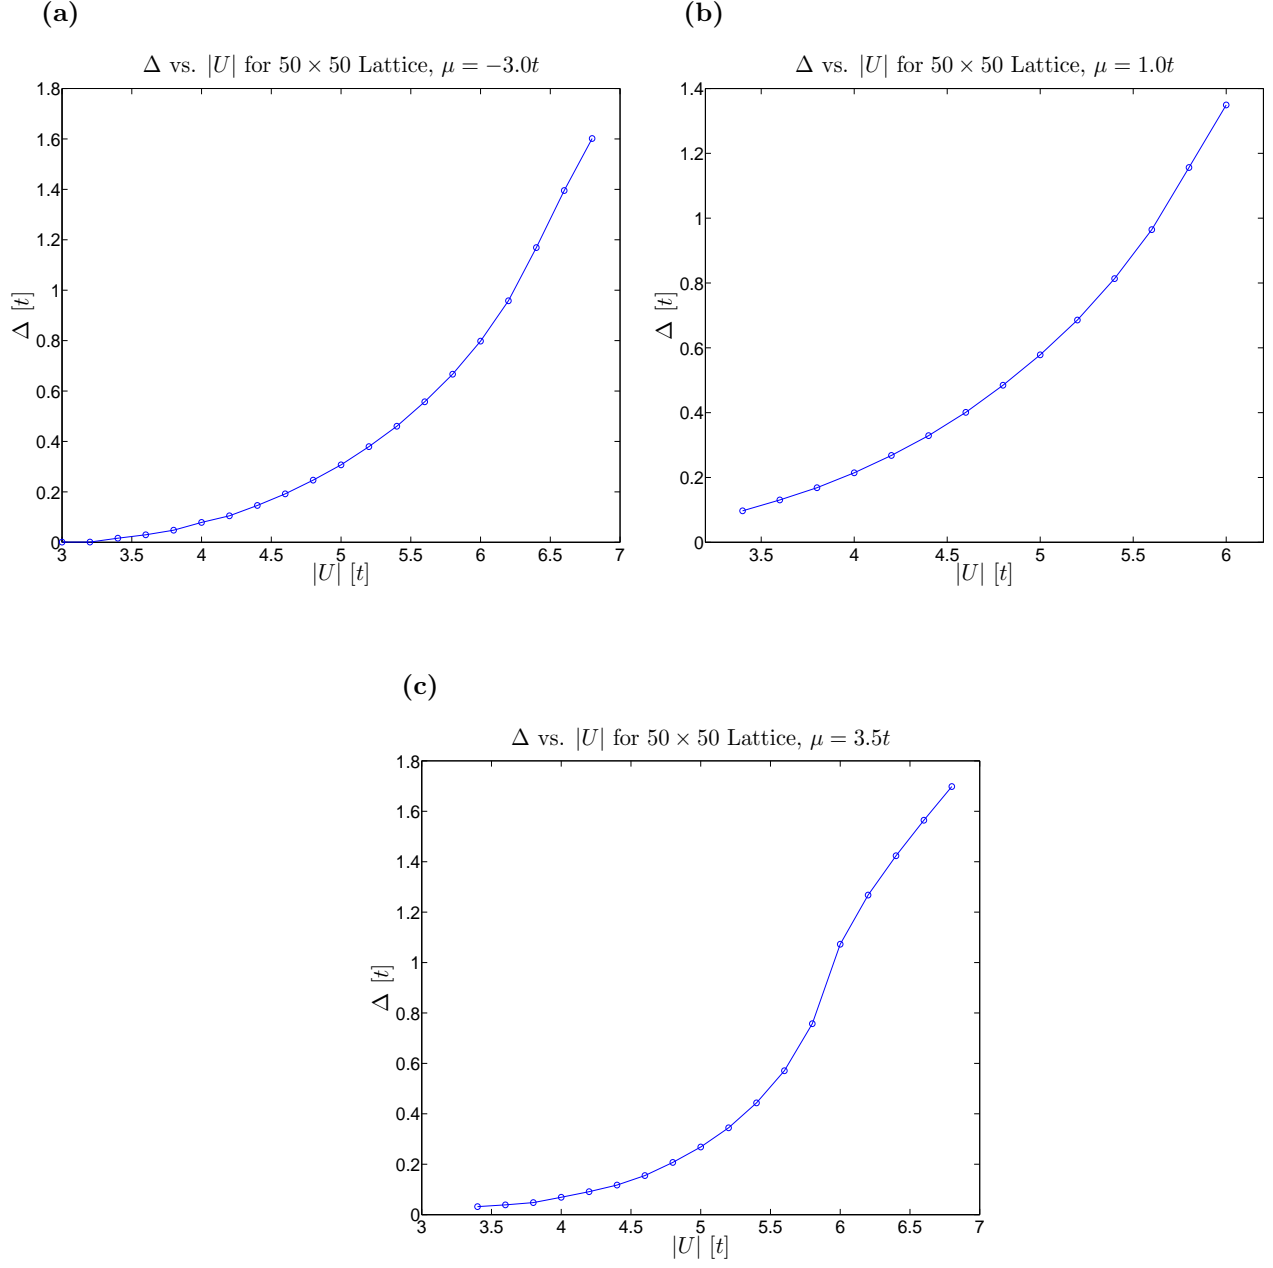 (a)
Δ vs. |U| for 50 × 50 Lattice, μ = −3.0t
1.8
1.6
1.4
1.2
1
0.8
0.6
0.4
0.2
0
Δ [t]
3 3.5 4 4.5 5 5.5 6 6.5 7
|U| [t]
(b)
Δ vs. |U| for 50 × 50 Lattice, μ = 1.0t
1.4
1.2
1
0.8
0.6
0.4
0.2
0
Δ [t]
3.5 4 4.5 5 5.5 6
|U| [t]
(c)
Δ vs. |U| for 50 × 50 Lattice, μ = 3.5t
1.8
1.6
1.4
1.2
1
0.8
0.6
0.4
0.2
0
Δ [t]
3 3.5 4 4.5 5 5.5 6 6.5 7
|U| [t]